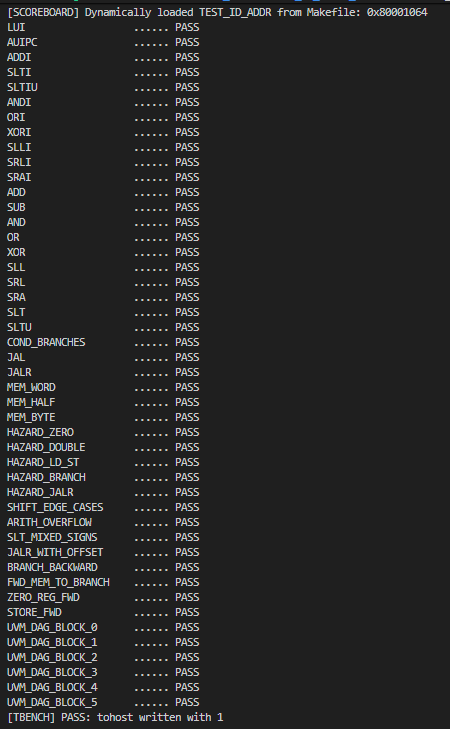 [SCOREBOARD] Dynamically loaded TEST_ID_ADDR from Makefile: 0x80001064
LUI ...... PASS
AUIPC ...... PASS
ADDI ...... PASS
SLTI ...... PASS
SLTIU ...... PASS
ANDI ...... PASS
ORI ...... PASS
XORI ...... PASS
SLLI ...... PASS
SRLI ...... PASS
SRAI ...... PASS
ADD ...... PASS
SUB ...... PASS
AND ...... PASS
OR ...... PASS
XOR ...... PASS
SLL ...... PASS
SRL ...... PASS
SRA ...... PASS
SLT ...... PASS
SLTU ...... PASS
COND_BRANCHES ...... PASS
JAL ...... PASS
JALR ...... PASS
MEM_WORD ...... PASS
MEM_HALF ...... PASS
MEM_BYTE ...... PASS
HAZARD_ZERO ...... PASS
HAZARD_DOUBLE ...... PASS
HAZARD_LD_ST ...... PASS
HAZARD_BRANCH ...... PASS
HAZARD_JALR ...... PASS
SHIFT_EDGE_CASES ...... PASS
ARITH_OVERFLOW ...... PASS
SLT_MIXED_SIGNS ...... PASS
JALR_WITH_OFFSET ...... PASS
BRANCH_BACKWARD ...... PASS
FWD_MEM_TO_BRANCH ...... PASS
ZERO_REG_FWD ...... PASS
STORE_FWD ...... PASS
UVM_DAG_BLOCK_0 ...... PASS
UVM_DAG_BLOCK_1 ...... PASS
UVM_DAG_BLOCK_2 ...... PASS
UVM_DAG_BLOCK_3 ...... PASS
UVM_DAG_BLOCK_4 ...... PASS
UVM_DAG_BLOCK_5 ...... PASS
[TBENCH] PASS: tohost written with 1